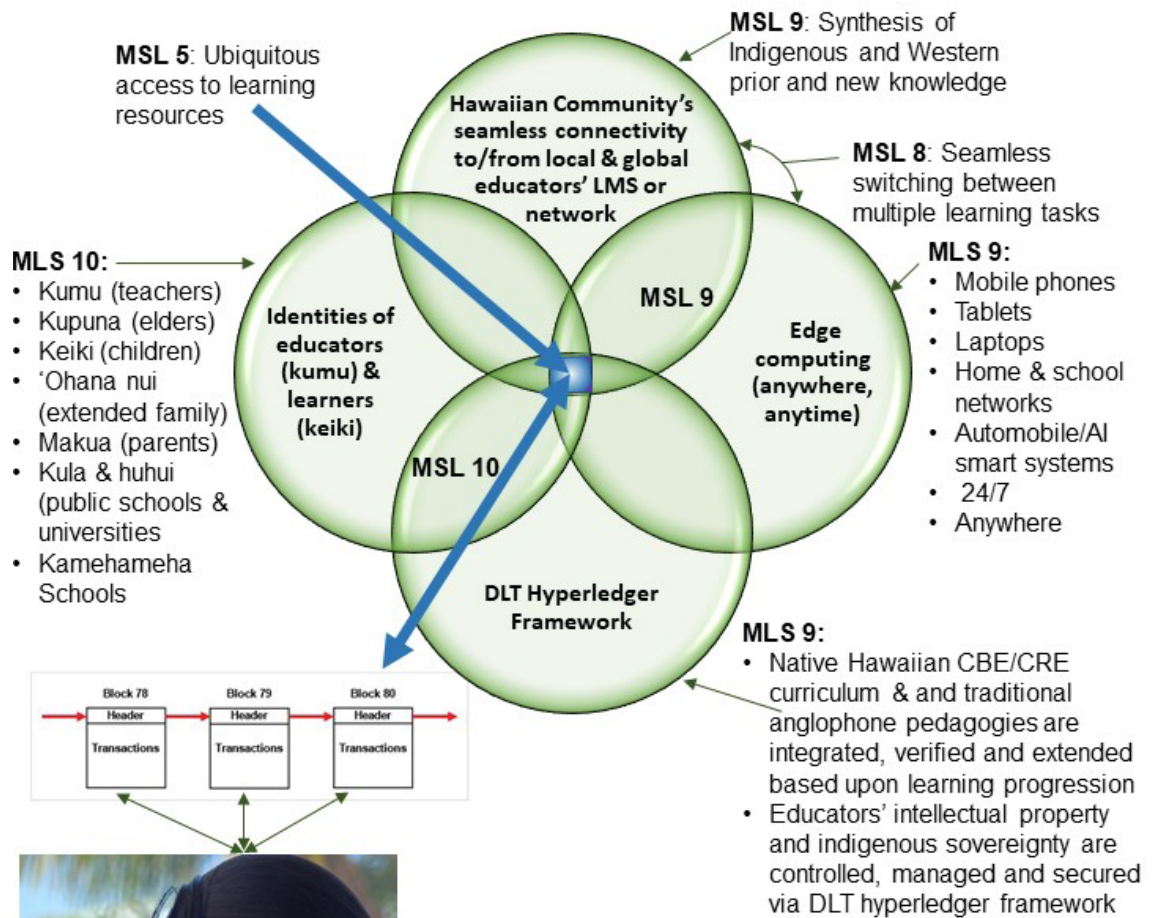 MSL 5: Ubiquitous
access to learning
resources
MSL 9: Synthesis of
Indigenous and Western
prior and new knowledge
Hawaiian Community's
seamless connectivity
to/from local & global
educators' LMS or
network
MSL 8: Seamless
switching between
multiple learning tasks
MLS 10:
• Kumu (teachers)
• Kupuna (elders)
• Keiki (children)
• ‘Ohana nui
(extended family)
• Makua (parents)
• Kula & huhui
(public schools &
universities
• Kamehameha
Schools
Identities of
educators
(kumu) &
learners
(keiki)
MSL 9
Edge
computing
(anywhere,
anytime)
MLS 9:
• Mobile phones
• Tablets
• Laptops
• Home & school
networks
• Automobile/AI
smart systems
• 24/7
• Anywhere
MSL 10
DLT Hyperledger
Framework
MLS 9:
• Native Hawaiian CBE/CRE
curriculum & and traditional
anglophone pedagogies are
integrated, verified and extended
based upon learning progression
• Educators' intellectual property
and indigenous sovereignty are
controlled, managed and secured
via DLT hyperledger framework
Block 78
Header
Transactions
Block 79
Header
Transactions
Block 80
Header
Transactions